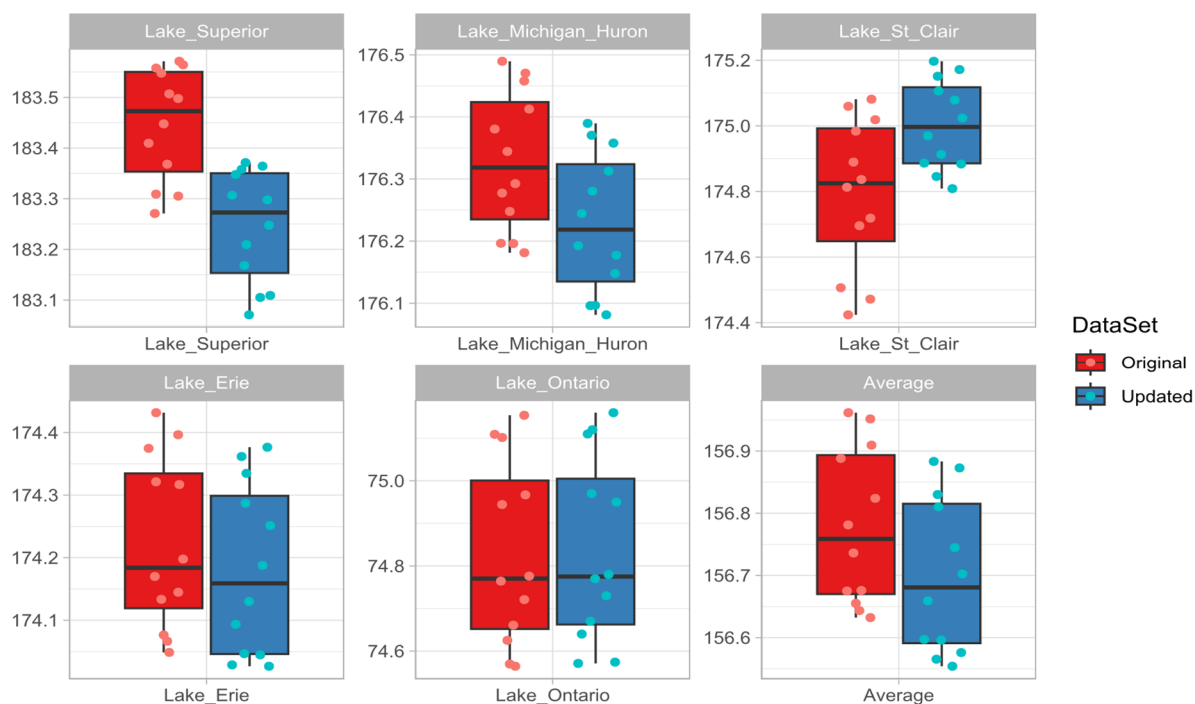 Lake_Superior
Lake_Michigan_Huron
Lake_St_Clair
183.5
183.4
183.3
183.2
183.1
176.5
176.4
176.3
176.2
176.1
175.2
175.0
174.8
174.6
174.4
Lake_Superior
Lake_Michigan_Huron
Lake_St_Clair
DataSet
Original
Updated
Lake_Erie
Lake_Ontario
Average
174.4
174.3
174.2
174.1
75.0
74.8
74.6
156.9
156.8
156.7
156.6
Lake_Erie
Lake_Ontario
Average